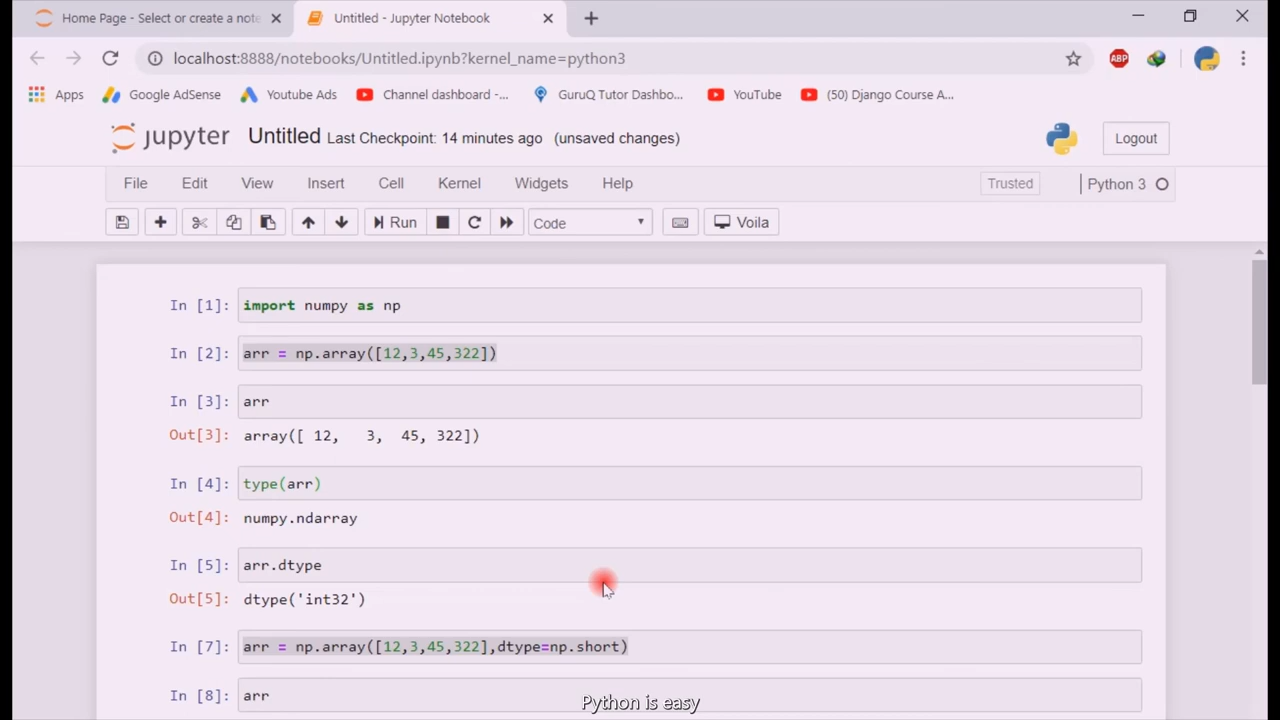 Home Page - Select or create a note
Untitled - Jupyter Notebook
localhost:8888/notebooks/Untitled.ipynb?kernel_name=python3
ABP
Apps
Google AdSense
Youtube Ads
Channel dashboard -...
GuruQ Tutor Dashbo...
YouTube
(50) Django Course A...
jupyter Untitled Last Checkpoint: 14 minutes ago (unsaved changes)
Logout
File Edit View Insert Cell Kernel Widgets Help
Trusted
Python 3
Run
Code
Voila
In [1]: import numpy as np
In [2]: arr = np.array([12,3,45,322])
In [3]: arr
Out[3]: array([ 12,   3,  45, 322])
In [4]: type(arr)
Out[4]: numpy.ndarray
In [5]: arr.dtype
Out[5]: dtype('int32')
In [7]: arr = np.array([12,3,45,322],dtype=np.short)
In [8]: arr
Python is easy